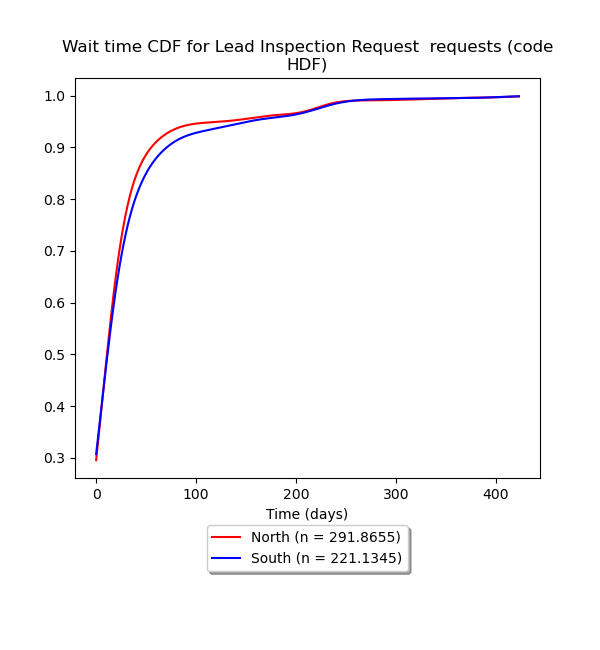 Wait time CDF for Lead Inspection Request  requests (code
HDF)
1.0
0.9
0.8
0.7
0.6
0.5
0.4
0.3
0 100 200 300 400
Time (days)
North (n = 291.8655)
South (n = 221.1345)